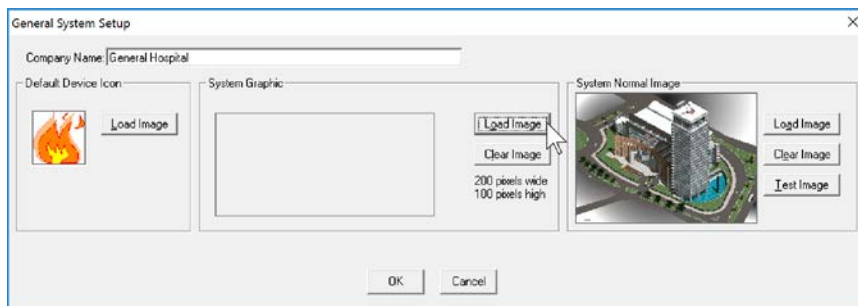 General System Setup
Company Name: General Hospital
Default Device Icon
Load Image
System Graphic
Load Image
Clear Image
200 pixels wide
100 pixels high
System Normal Image
Load Image
Clear Image
Test Image
OK
Cancel